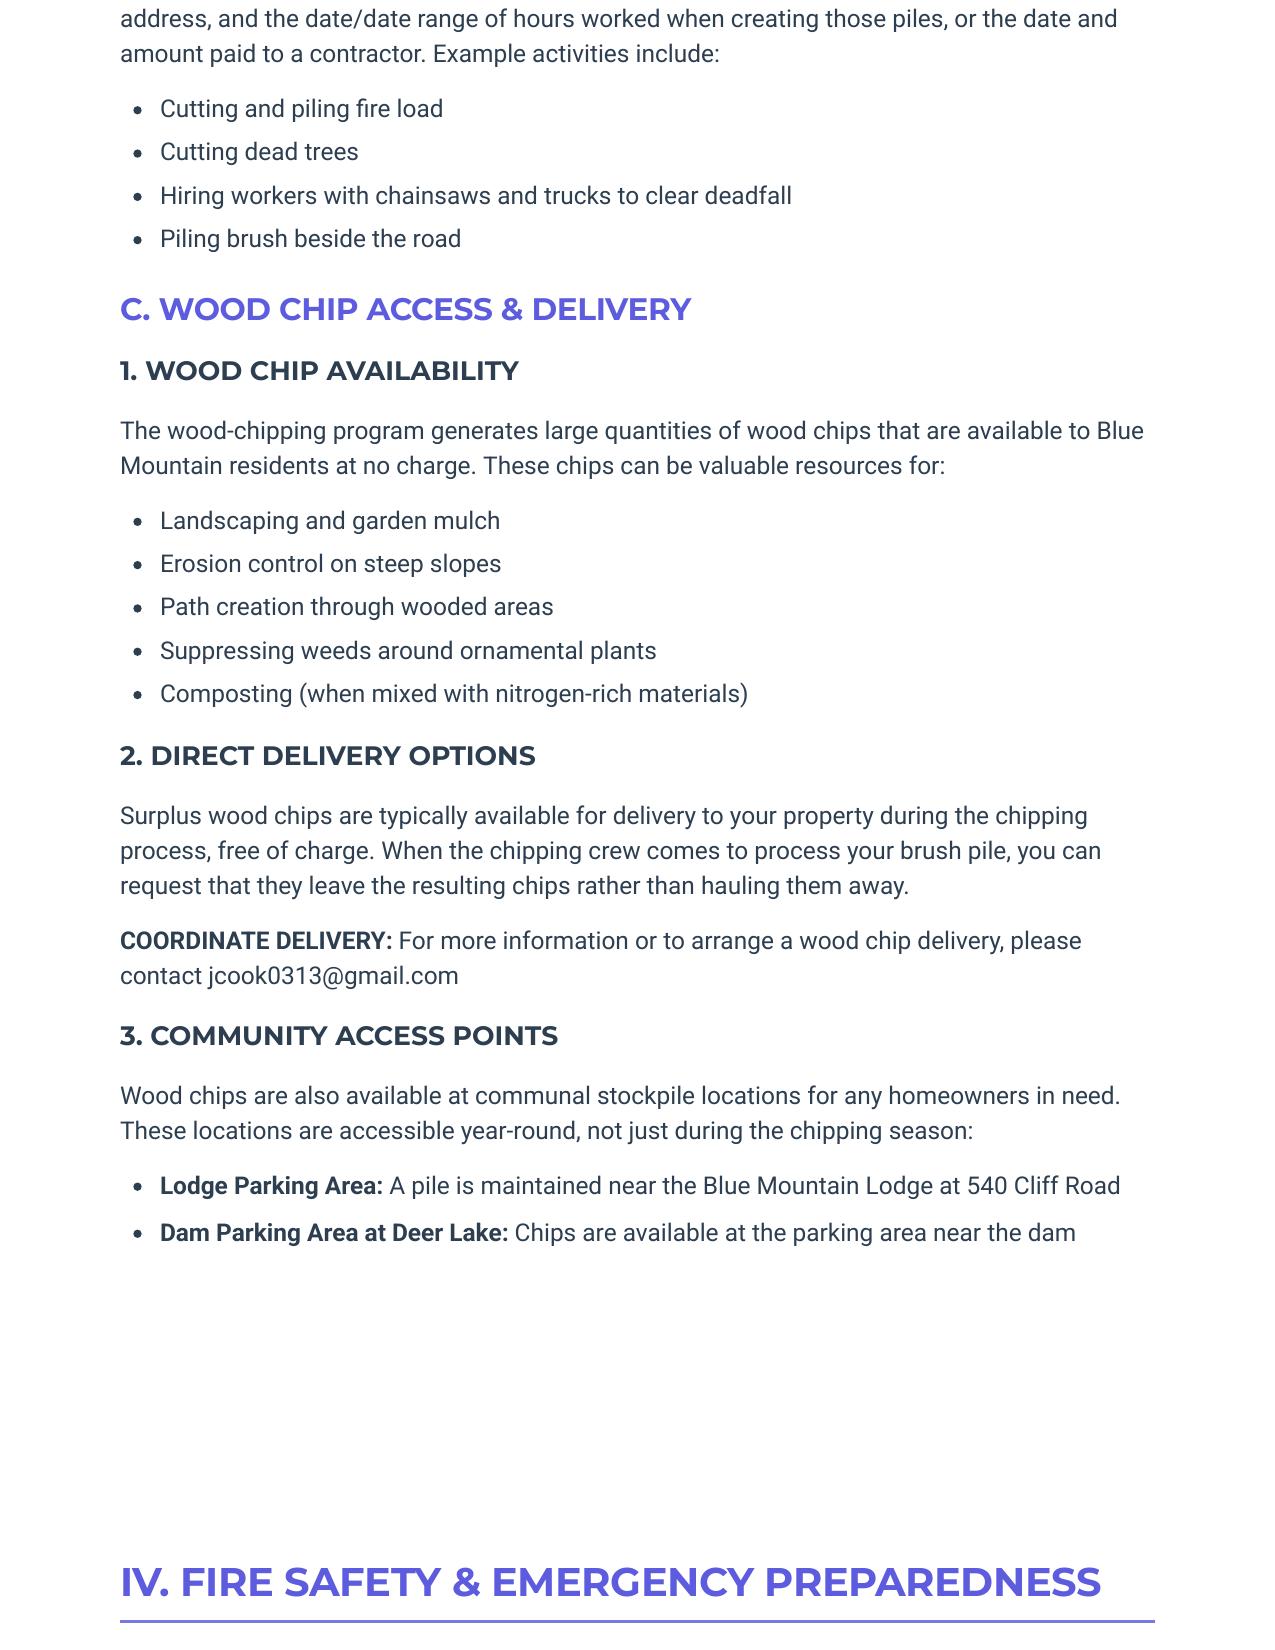 address, and the date/date range of hours worked when creating those piles, or the date and
amount paid to a contractor. Example activities include:
• Cutting and piling fire load
• Cutting dead trees
• Hiring workers with chainsaws and trucks to clear deadfall
• Piling brush beside the road
C. WOOD CHIP ACCESS & DELIVERY
1. WOOD CHIP AVAILABILITY
The wood-chipping program generates large quantities of wood chips that are available to Blue
Mountain residents at no charge. These chips can be valuable resources for:
• Landscaping and garden mulch
• Erosion control on steep slopes
• Path creation through wooded areas
• Suppressing weeds around ornamental plants
• Composting (when mixed with nitrogen-rich materials)
2. DIRECT DELIVERY OPTIONS
Surplus wood chips are typically available for delivery to your property during the chipping
process, free of charge. When the chipping crew comes to process your brush pile, you can
request that they leave the resulting chips rather than hauling them away.
COORDINATE DELIVERY: For more information or to arrange a wood chip delivery, please
contact jcook0313@gmail.com
3. COMMUNITY ACCESS POINTS
Wood chips are also available at communal stockpile locations for any homeowners in need.
These locations are accessible year-round, not just during the chipping season:
• Lodge Parking Area: A pile is maintained near the Blue Mountain Lodge at 540 Cliff Road
• Dam Parking Area at Deer Lake: Chips are available at the parking area near the dam
IV. FIRE SAFETY & EMERGENCY PREPAREDNESS